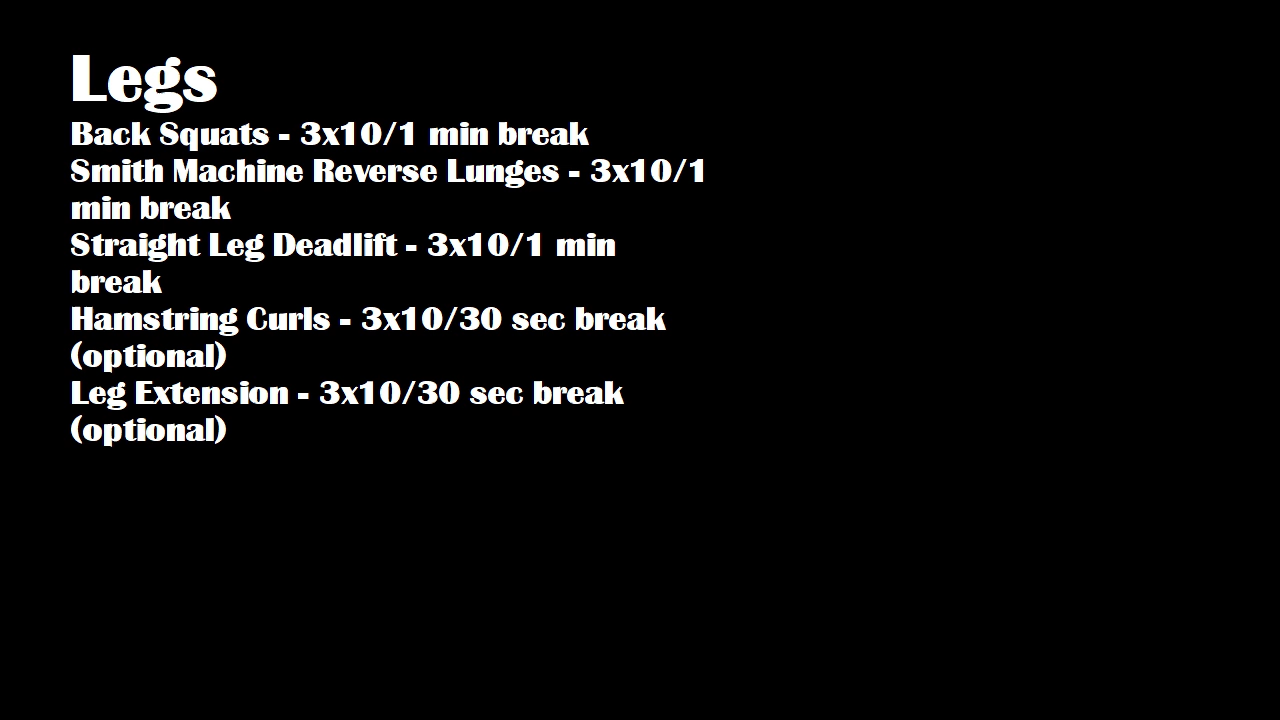 Legs
Back Squats - 3x10/1 min break
Smith Machine Reverse Lunges - 3x10/1
min break
Straight Leg Deadlift - 3x10/1 min
break
Hamstring Curls - 3x10/30 sec break
(optional)
Leg Extension - 3x10/30 sec break
(optional)